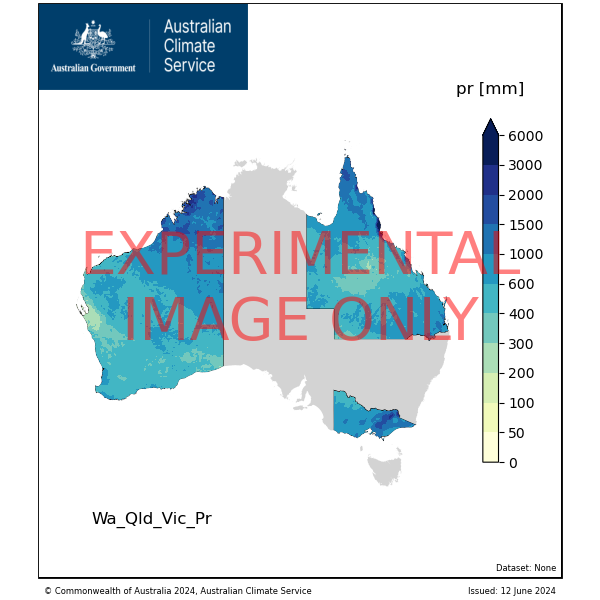 Australian
Climate
Service
Australian Government
pr [mm]
6000
3000
2000
1500
1000
600
400
300
200
100
50
0
EXPERIMENTAL
IMAGE ONLY
Wa_Qld_Vic_Pr
Dataset: None
© Commonwealth of Australia 2024, Australian Climate Service
Issued: 12 June 2024